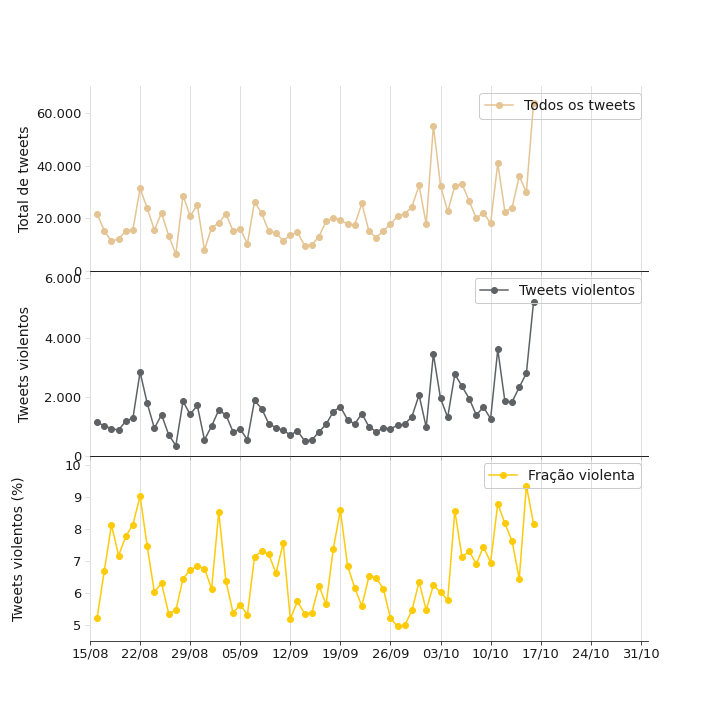 Todos os tweets
60.000
40.000
20.000
0
Total de tweets
Tweets violentos
6.000
4.000
2.000
0
Tweets violentos
Fração violenta
10
9
8
7
6
5
Tweets violentos (%)
15/08 22/08 29/08 05/09 12/09 19/09 26/09 03/10 10/10 17/10 24/10 31/10